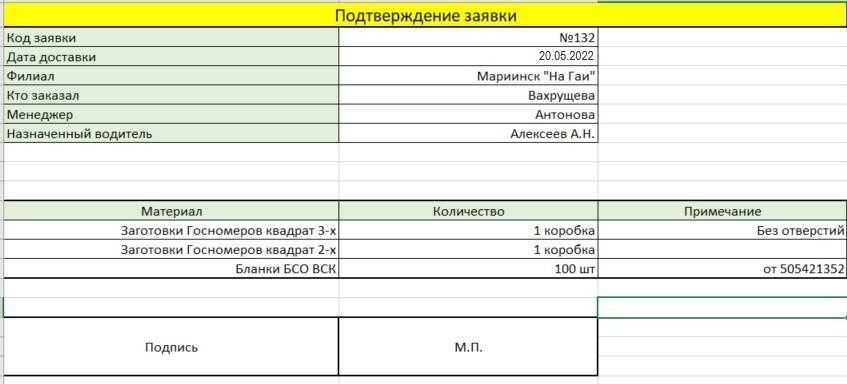 Подтверждение заявки
Код заявки №132
Дата доставки 20.05.2022
Филиал Мариинск "На Гаи"
Кто заказал Вахрущева
Менеджер Антонова
Назначенный водитель Алексеев А.Н.
Материал Количество Примечание
Заготовки Госномеров квадрат 3-х 1 коробка Без отверстий
Заготовки Госномеров квадрат 2-х 1 коробка
Бланки БСО ВСК 100 шт от 505421352
Подпись М.П.